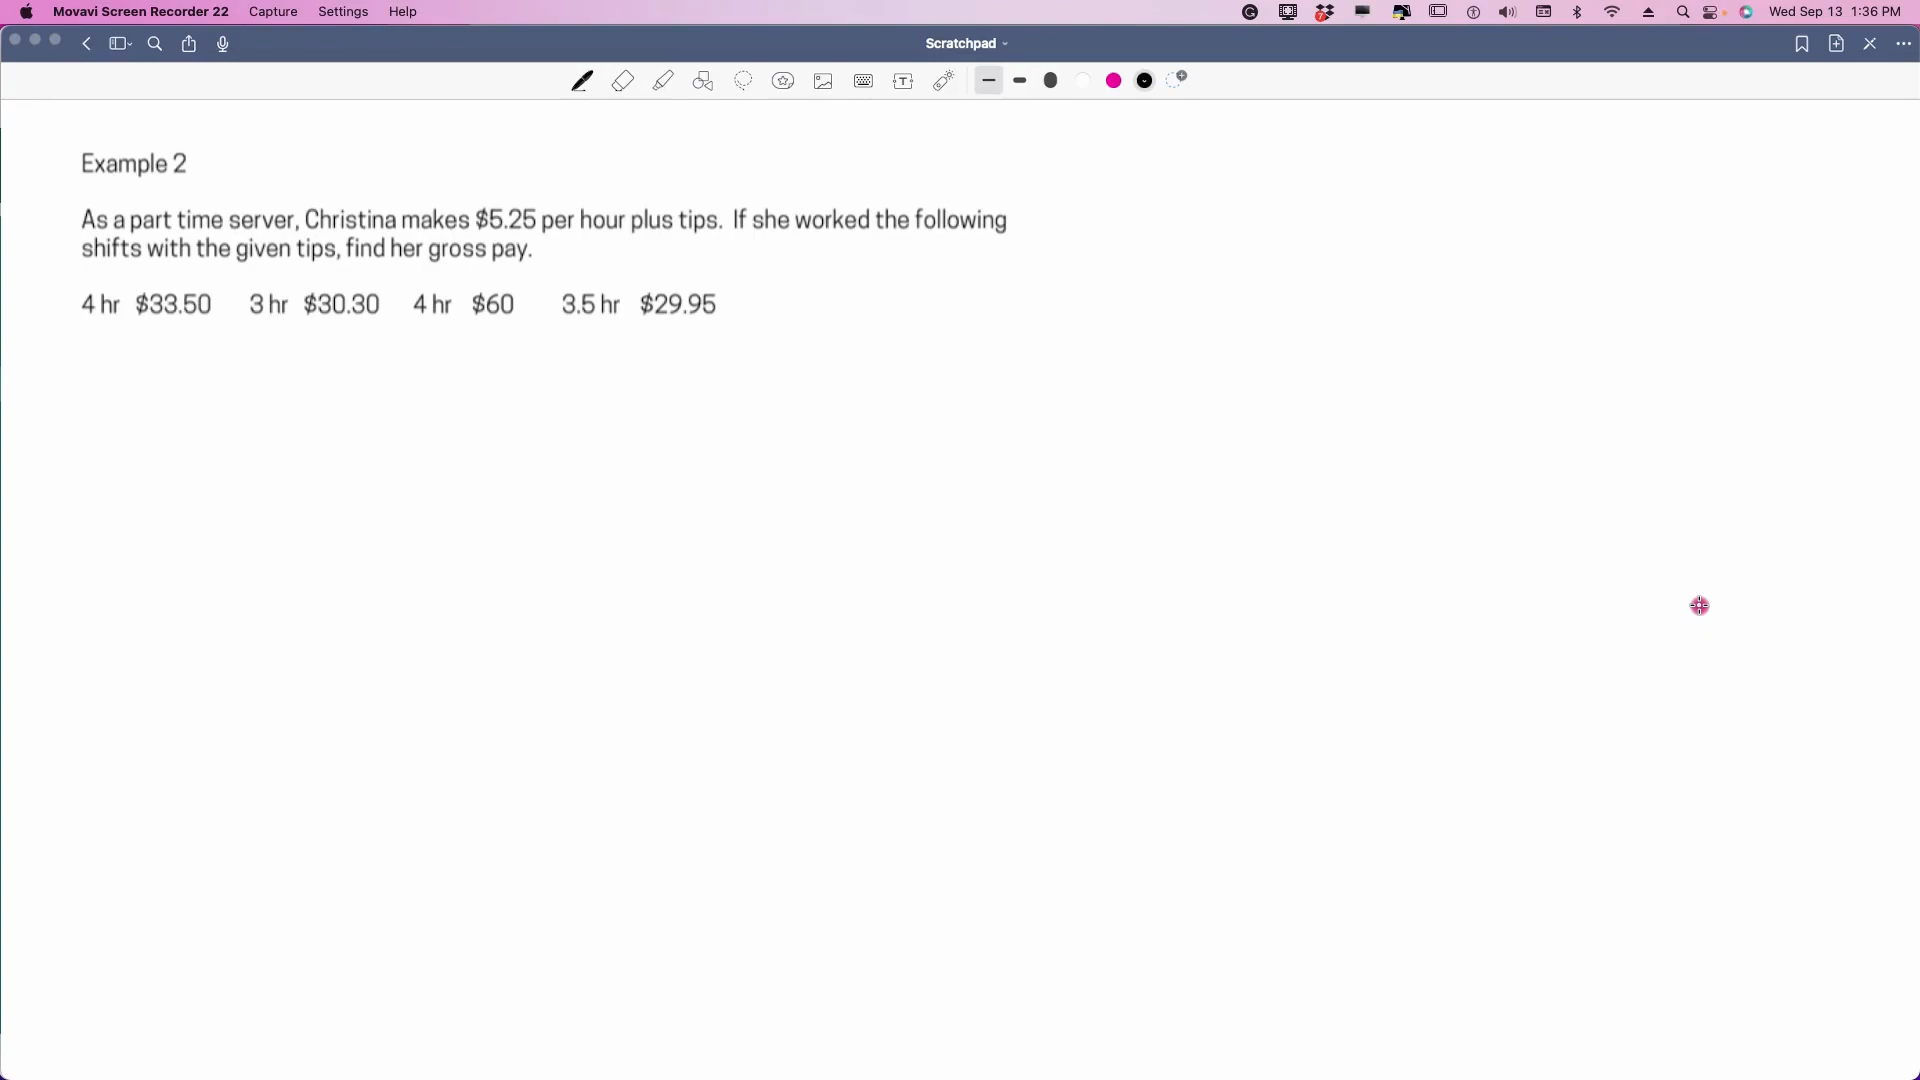 Movavi Screen Recorder 22 Capture Settings Help Wed Sep 13 1:36 PM
Scratchpad
Example 2
As a part time server, Christina makes $5.25 per hour plus tips. If she worked the following
shifts with the given tips, find her gross pay.
4 hr $33.50 3 hr $30.30 4 hr $60 3.5 hr $29.95